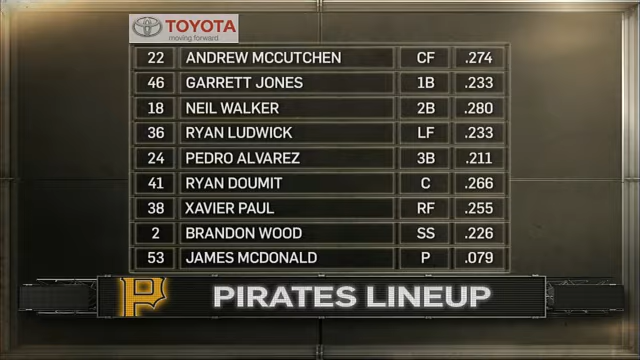 TOYOTA
moving forward
22 ANDREW MCCUTCHEN CF .274
46 GARRETT JONES 1B .233
18 NEIL WALKER 2B .280
36 RYAN LUDWICK LF .233
24 PEDRO ALVAREZ 3B .211
41 RYAN DOUMIT C .266
38 XAVIER PAUL RF .255
2 BRANDON WOOD SS .226
53 JAMES MCDONALD P .079
P PIRATES LINEUP